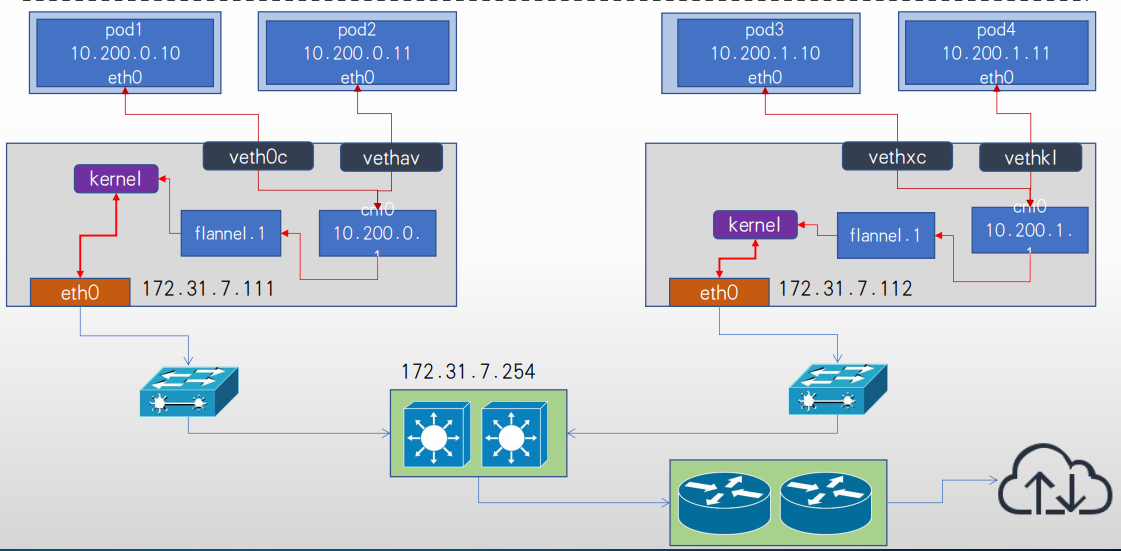 pod1
10.200.0.10
eth0
pod2
10.200.0.11
eth0
pod3
10.200.1.10
eth0
pod4
10.200.1.11
eth0
veth0c
vethav
vethxc
vethkl
kernel
flannel.1
cni0
10.200.0.
1
eth0
172.31.7.111
kernel
flannel.1
cni0
10.200.1.
1
eth0
172.31.7.112
172.31.7.254